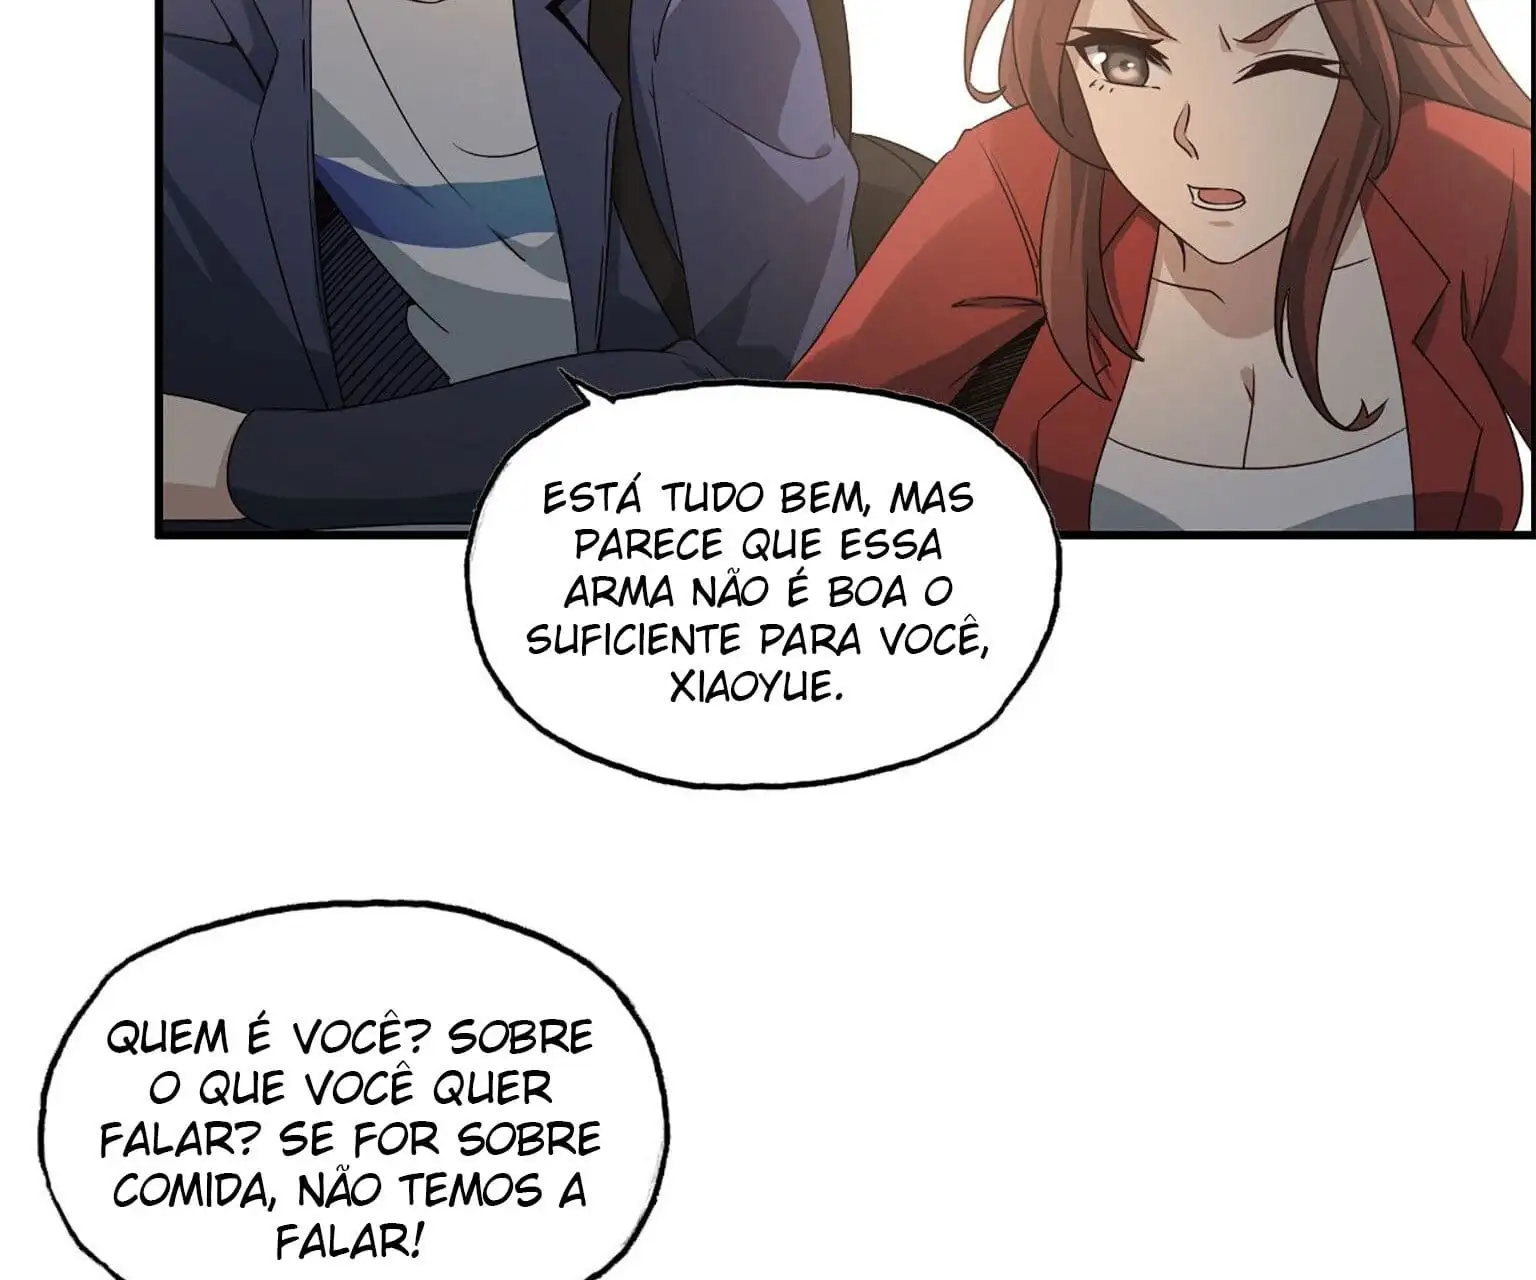 ESTÁ TUDO BEM, MAS
PARECE QUE ESSA
ARMA NÃO É BOA O
SUFICIENTE PARA VOCÊ,
XIAOYUE.
QUEM É VOCÊ? SOBRE
O QUE VOCÊ QUER
FALAR? SE FOR SOBRE
COMIDA, NÃO TEMOS A
FALAR!